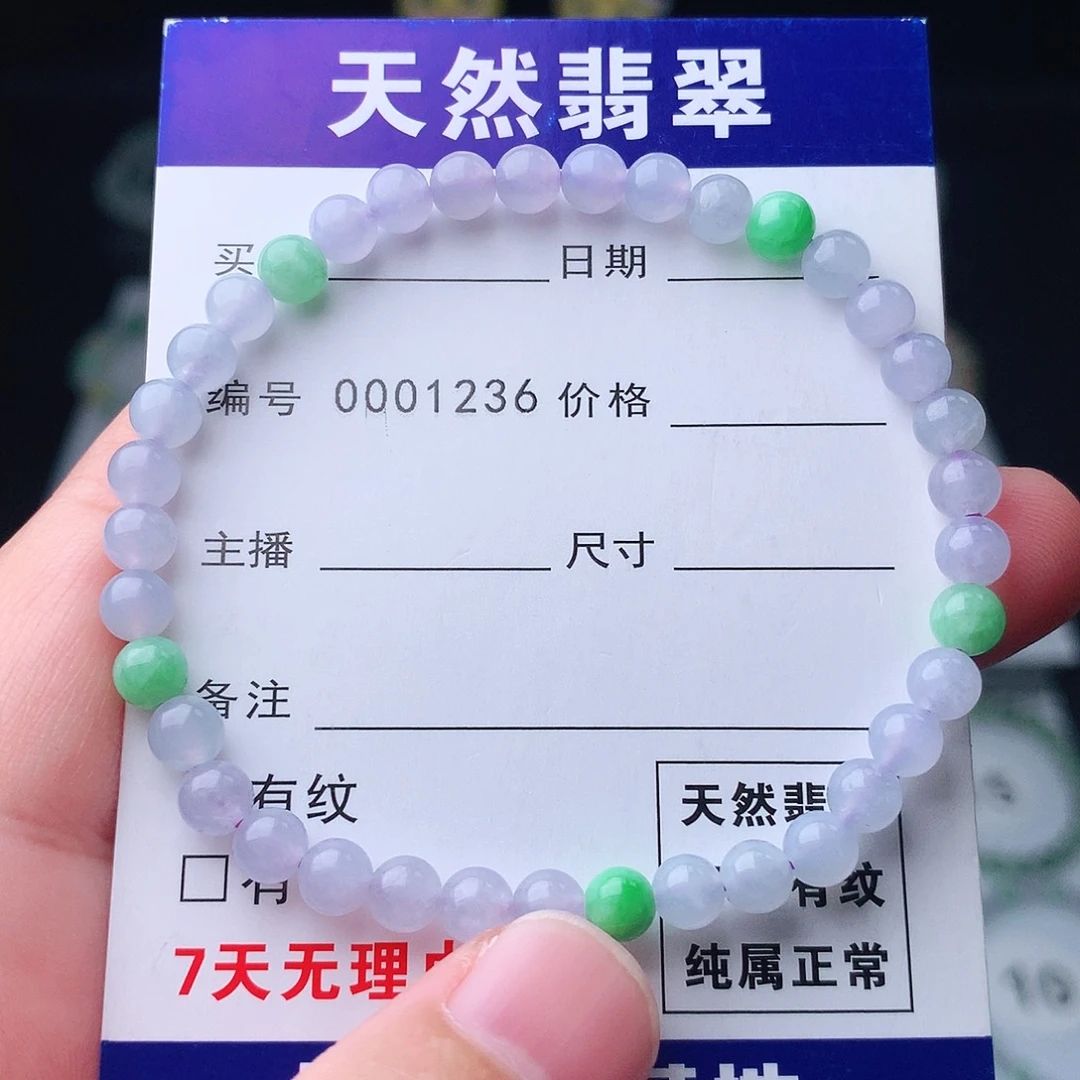 天然翡翠
买 日期
编号 0001236 价格
主播 尺寸
备注
有纹
□有
7天无理
天然翡
有纹
纯属正常